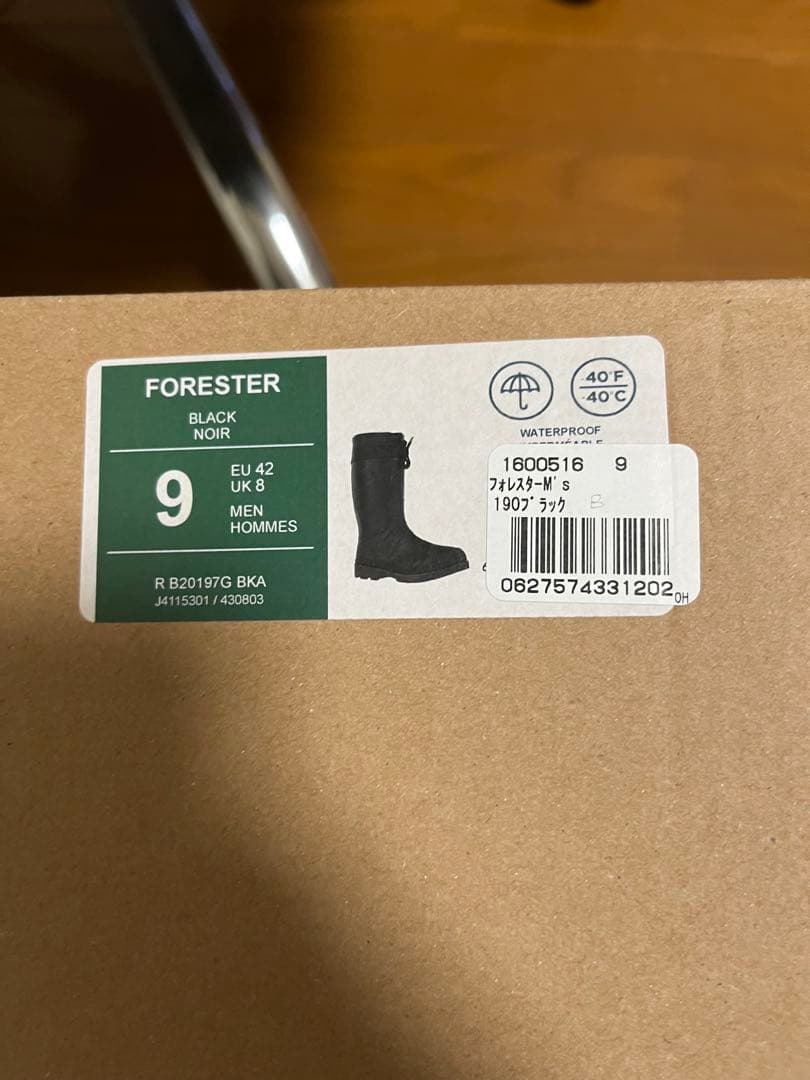 FORESTER
BLACK
NOIR
9
EU 42
UK 8
MEN
HOMMES
R B20197G BKA
J4115301 / 430803
-40°F
-40°C
WATERPROOF
1600516 9
フォレスターM's
190ブラック B
0627574331202
OH